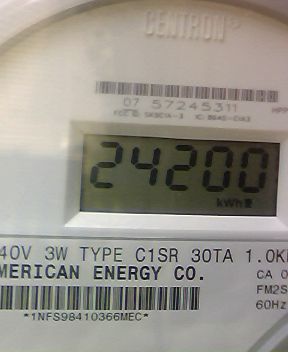 CENTRON®
07 57245311
24200
kWh
40V 3W TYPE C1SR 30TA 1.0K
MERICAN ENERGY CO.
CA 0
FM2S
60Hz
*1NFS98410366MEC*